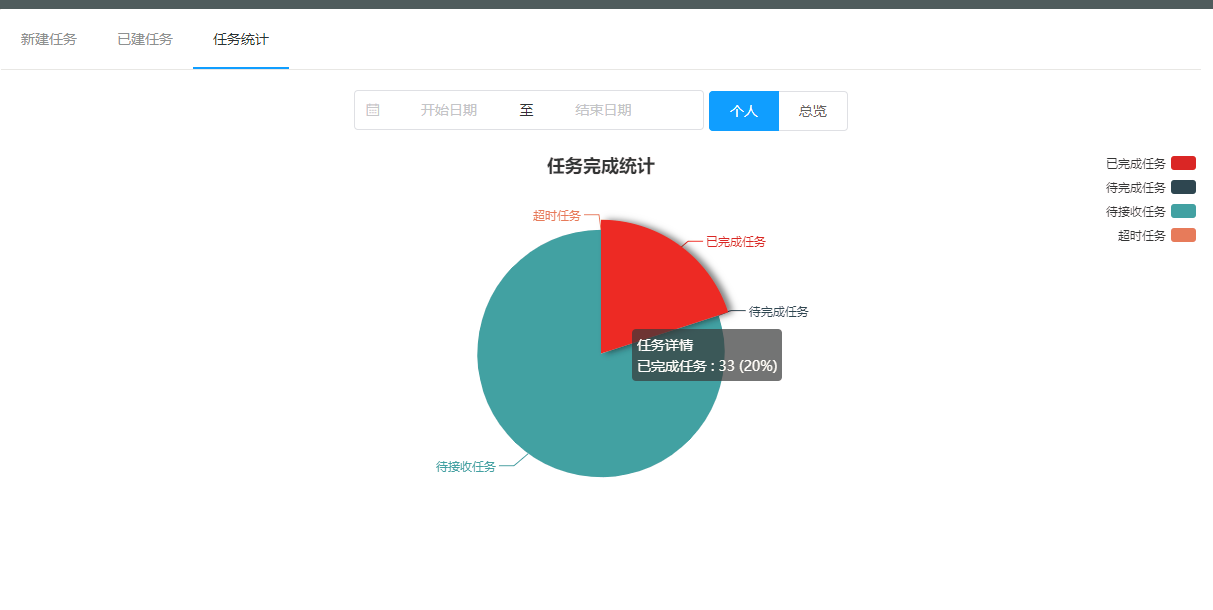 新建任务
已建任务
任务统计
开始日期 至 结束日期
个人
总览
任务完成统计
已完成任务
待完成任务
待接收任务
超时任务
超时任务
已完成任务
待完成任务
任务详情
已完成任务 : 33 (20%)
待接收任务